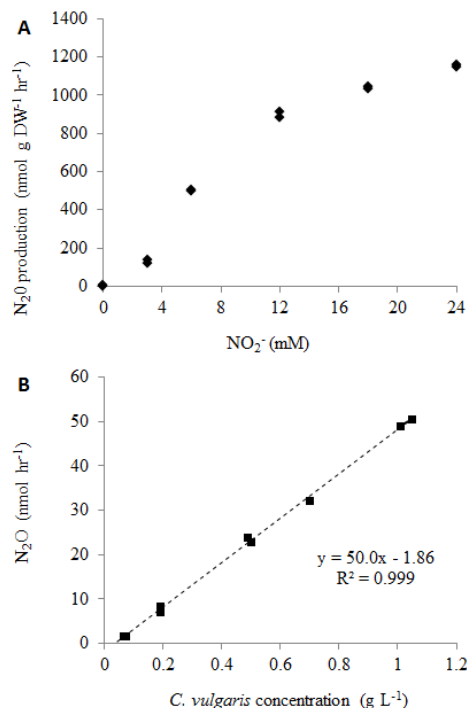 A
N₂0 production (nmol g DW⁻¹ hr⁻¹)
1400
1200
1000
800
600
400
200
0
0 4 8 12 16 20 24
NO₂⁻ (mM)
B
N₂O (nmol hr⁻¹)
60
50
40
30
20
10
0
y = 50.0x - 1.86
R² = 0.999
0 0.2 0.4 0.6 0.8 1 1.2
C. vulgaris concentration (g L⁻¹)